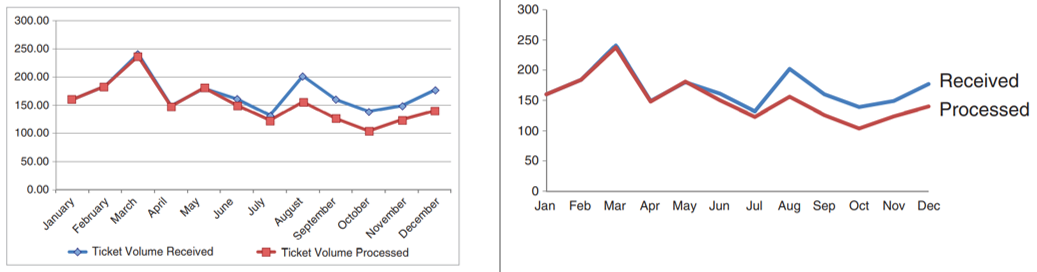 300.00
250.00
200.00
150.00
100.00
50.00
0.00
January February March April May June July August September October November December
Ticket Volume Received Ticket Volume Processed
300
250
200
150
100
50
0
Jan Feb Mar Apr May Jun Jul Aug Sep Oct Nov Dec
Received
Processed